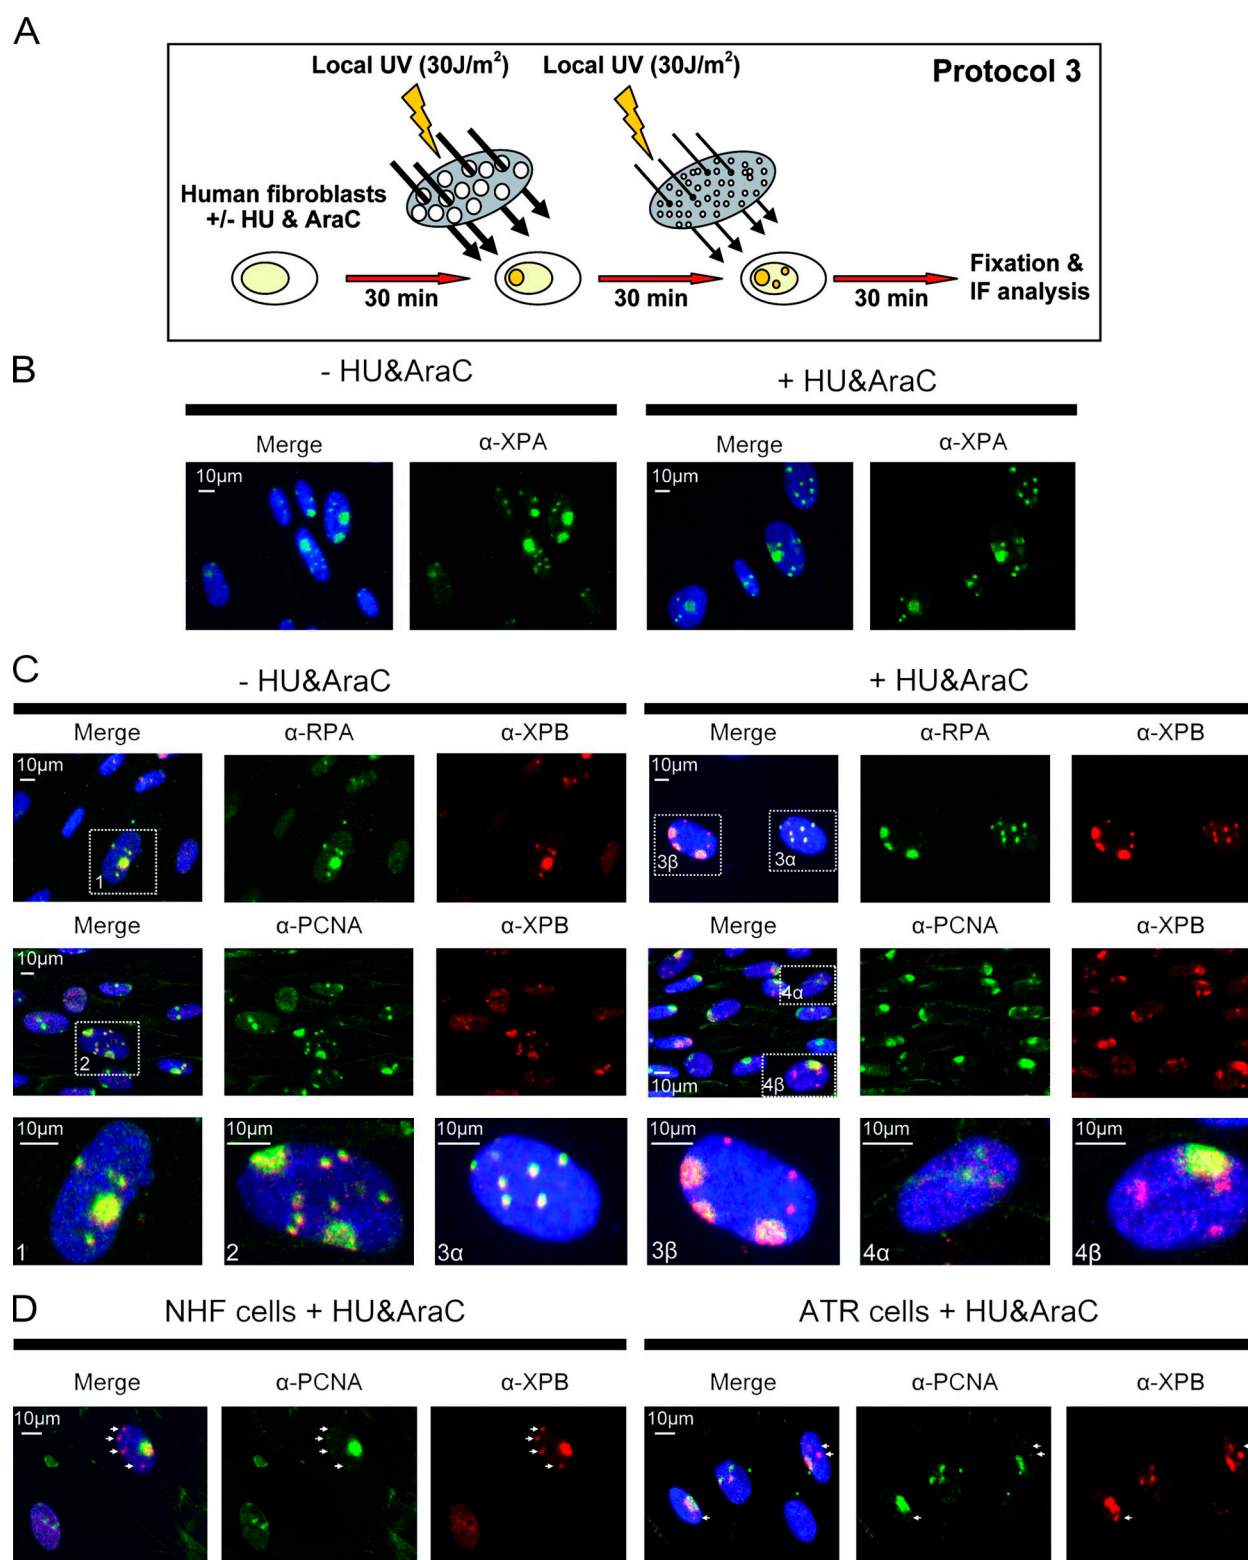 A
Local UV (30J/m²) Local UV (30J/m²) Protocol 3
Human fibroblasts
+/- HU & AraC
30 min 30 min 30 min
Fixation &
IF analysis
B
- HU&AraC + HU&AraC
Merge α-XPA Merge α-XPA
10μm 10μm
C
- HU&AraC + HU&AraC
Merge α-RPA α-XPB Merge α-RPA α-XPB
10μm 10μm
1 3β 3α
Merge α-PCNA α-XPB Merge α-PCNA α-XPB
10μm
4α
2 10μm 4β
10μm 10μm 10μm 10μm 10μm 10μm
1 2 3α 3β 4α 4β
D
NHF cells + HU&AraC ATR cells + HU&AraC
Merge α-PCNA α-XPB Merge α-PCNA α-XPB
10μm 10μm